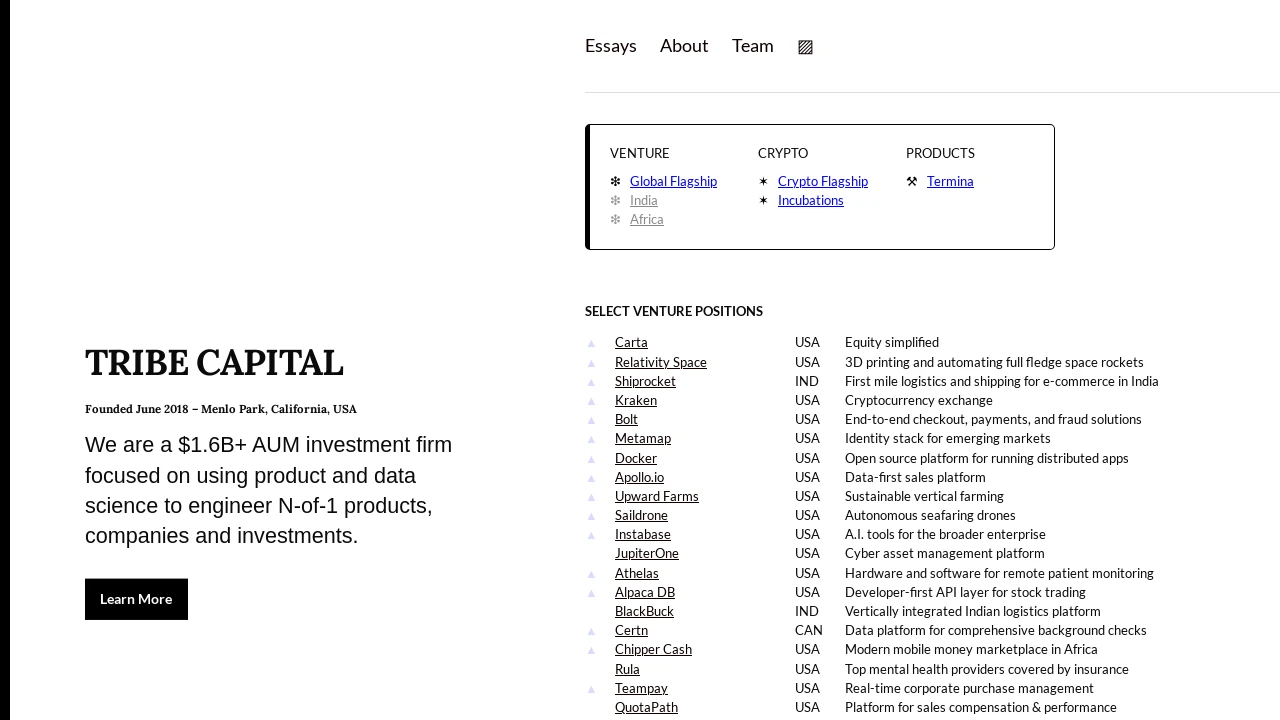 Essays About Team ▨
VENTURE CRYPTO PRODUCTS
❇ Global Flagship ✶ Crypto Flagship ⚒ Termina
❇ India ✶ Incubations
❇ Africa
TRIBE CAPITAL
Founded June 2018 – Menlo Park, California, USA
We are a $1.6B+ AUM investment firm
focused on using product and data
science to engineer N-of-1 products,
companies and investments.
Learn More
SELECT VENTURE POSITIONS
▲ Carta USA Equity simplified
▲ Relativity Space USA 3D printing and automating full fledge space rockets
▲ Shiprocket IND First mile logistics and shipping for e-commerce in India
▲ Kraken USA Cryptocurrency exchange
▲ Bolt USA End-to-end checkout, payments, and fraud solutions
▲ Metamap USA Identity stack for emerging markets
▲ Docker USA Open source platform for running distributed apps
▲ Apollo.io USA Data-first sales platform
▲ Upward Farms USA Sustainable vertical farming
▲ Saildrone USA Autonomous seafaring drones
▲ Instabase USA A.I. tools for the broader enterprise
JupiterOne USA Cyber asset management platform
▲ Athelas USA Hardware and software for remote patient monitoring
▲ Alpaca DB USA Developer-first API layer for stock trading
BlackBuck IND Vertically integrated Indian logistics platform
▲ Certn CAN Data platform for comprehensive background checks
▲ Chipper Cash USA Modern mobile money marketplace in Africa
Rula USA Top mental health providers covered by insurance
▲ Teampay USA Real-time corporate purchase management
QuotaPath USA Platform for sales compensation & performance